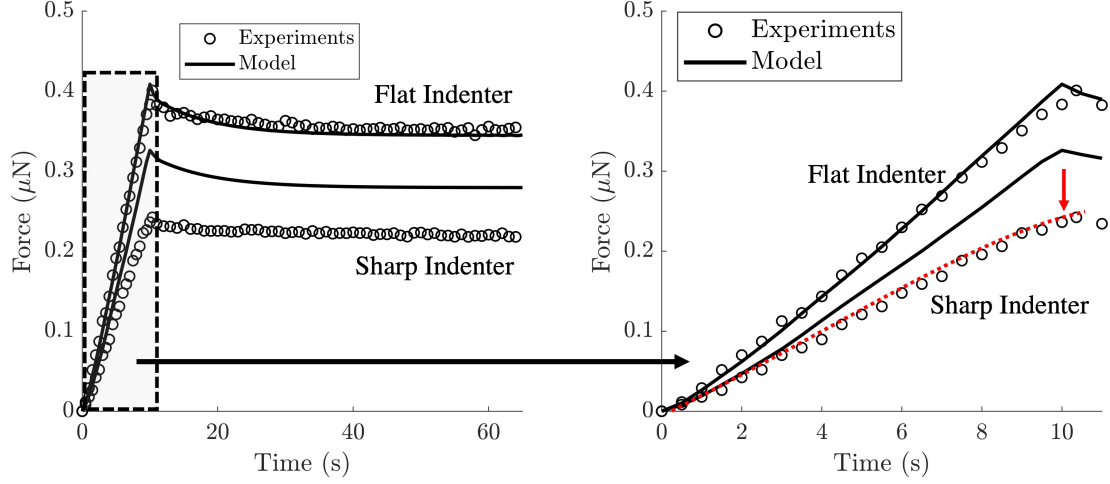 0.5
0.4
0.3
0.2
0.1
0
0
20
40
60
Force (μN)
Time (s)
Experiments
Model
Flat Indenter
Sharp Indenter
0.5
0.4
0.3
0.2
0.1
0
0
2
4
6
8
10
Force (μN)
Time (s)
Experiments
Model
Flat Indenter
Sharp Indenter